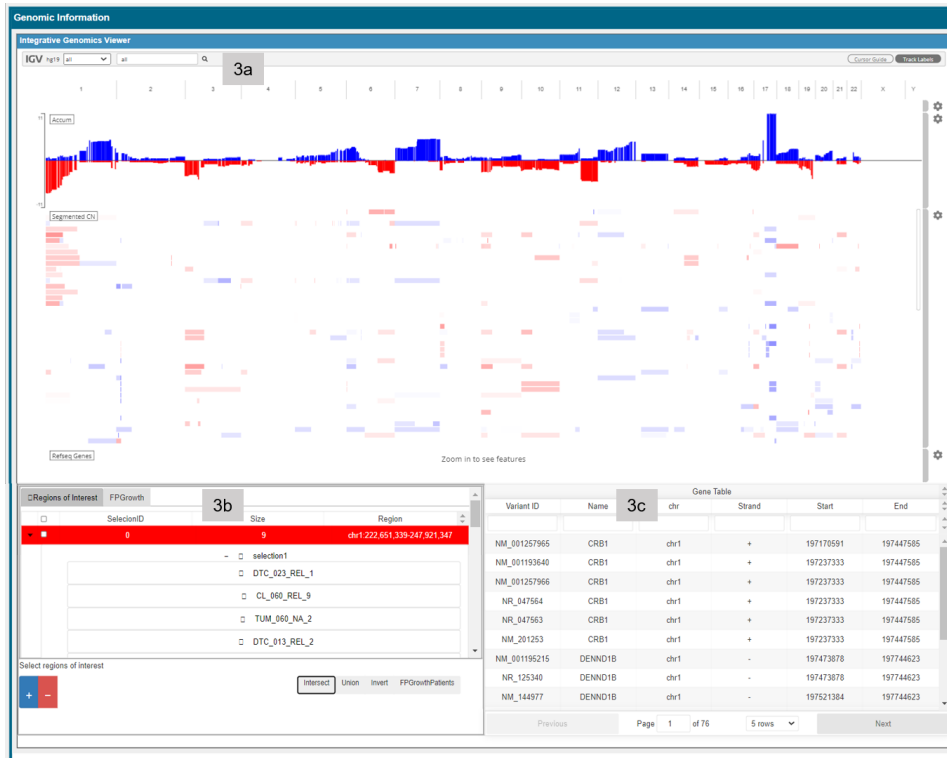 Genomic Information
Integrative Genomics Viewer
IGV hg19 all all Cursor Guide Track Labels
3a
1 2 3 4 5 6 7 8 9 10 11 12 13 14 15 16 17 18 19 20 21 22 X Y
Accum
Segmented CN
Refseq Genes
Zoom in to see features
Regions of Interest FPGrowth
3b
SelecionID Size Region
0 9 chr1:222,651,339-247,921,347
selection1
DTC_023_REL_1
CL_060_REL_9
TUM_060_NA_2
DTC_013_REL_2
Select regions of interest
+ −
Intersect Union Invert FPGrowthPatients
Gene Table
3c
Variant ID Name chr Strand Start End
NM_001257965 CRB1 chr1 + 197170591 197447585
NM_001193640 CRB1 chr1 + 197237333 197447585
NM_001257966 CRB1 chr1 + 197237333 197447585
NR_047564 CRB1 chr1 + 197237333 197447585
NR_047563 CRB1 chr1 + 197237333 197447585
NM_201253 CRB1 chr1 + 197237333 197447585
NM_001195215 DENND1B chr1 - 197473878 197744623
NR_125340 DENND1B chr1 - 197473878 197744623
NM_144977 DENND1B chr1 - 197521384 197744623
Previous Page 1 of 76 5 rows Next